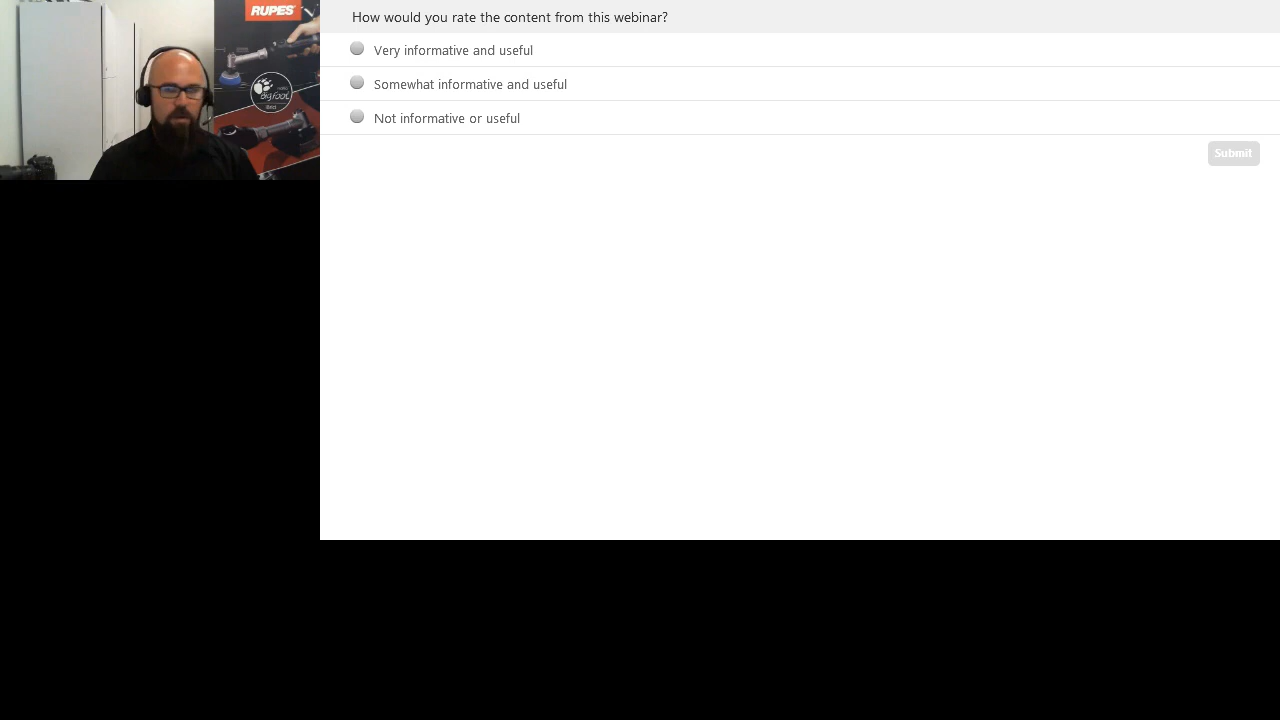 RUPES
BigFoot
How would you rate the content from this webinar?
Very informative and useful
Somewhat informative and useful
Not informative or useful
Submit